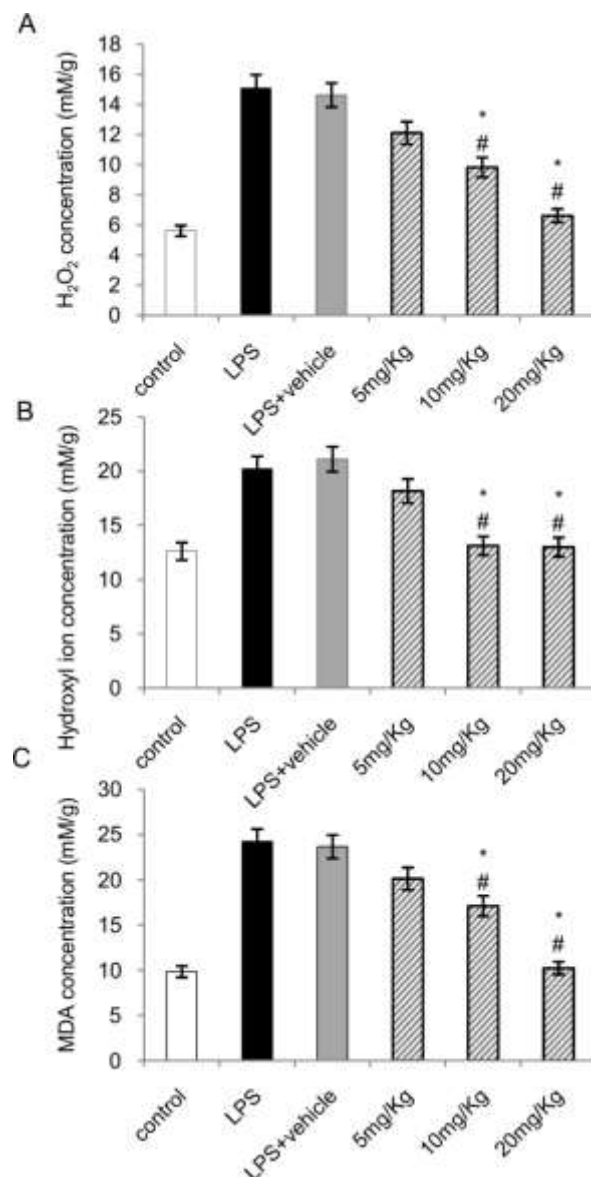 A
H₂O₂ concentration (mM/g)
18
16
14
12
10
8
6
4
2
0
*
#
*
#
control
LPS
LPS+vehicle
5mg/Kg
10mg/Kg
20mg/Kg
B
Hydroxyl ion concentration (mM/g)
25
20
15
10
5
0
*
#
*
#
control
LPS
LPS+vehicle
5mg/Kg
10mg/Kg
20mg/Kg
C
MDA concentration (mM/g)
30
25
20
15
10
5
0
*
#
*
#
control
LPS
LPS+vehicle
5mg/Kg
10mg/Kg
20mg/Kg